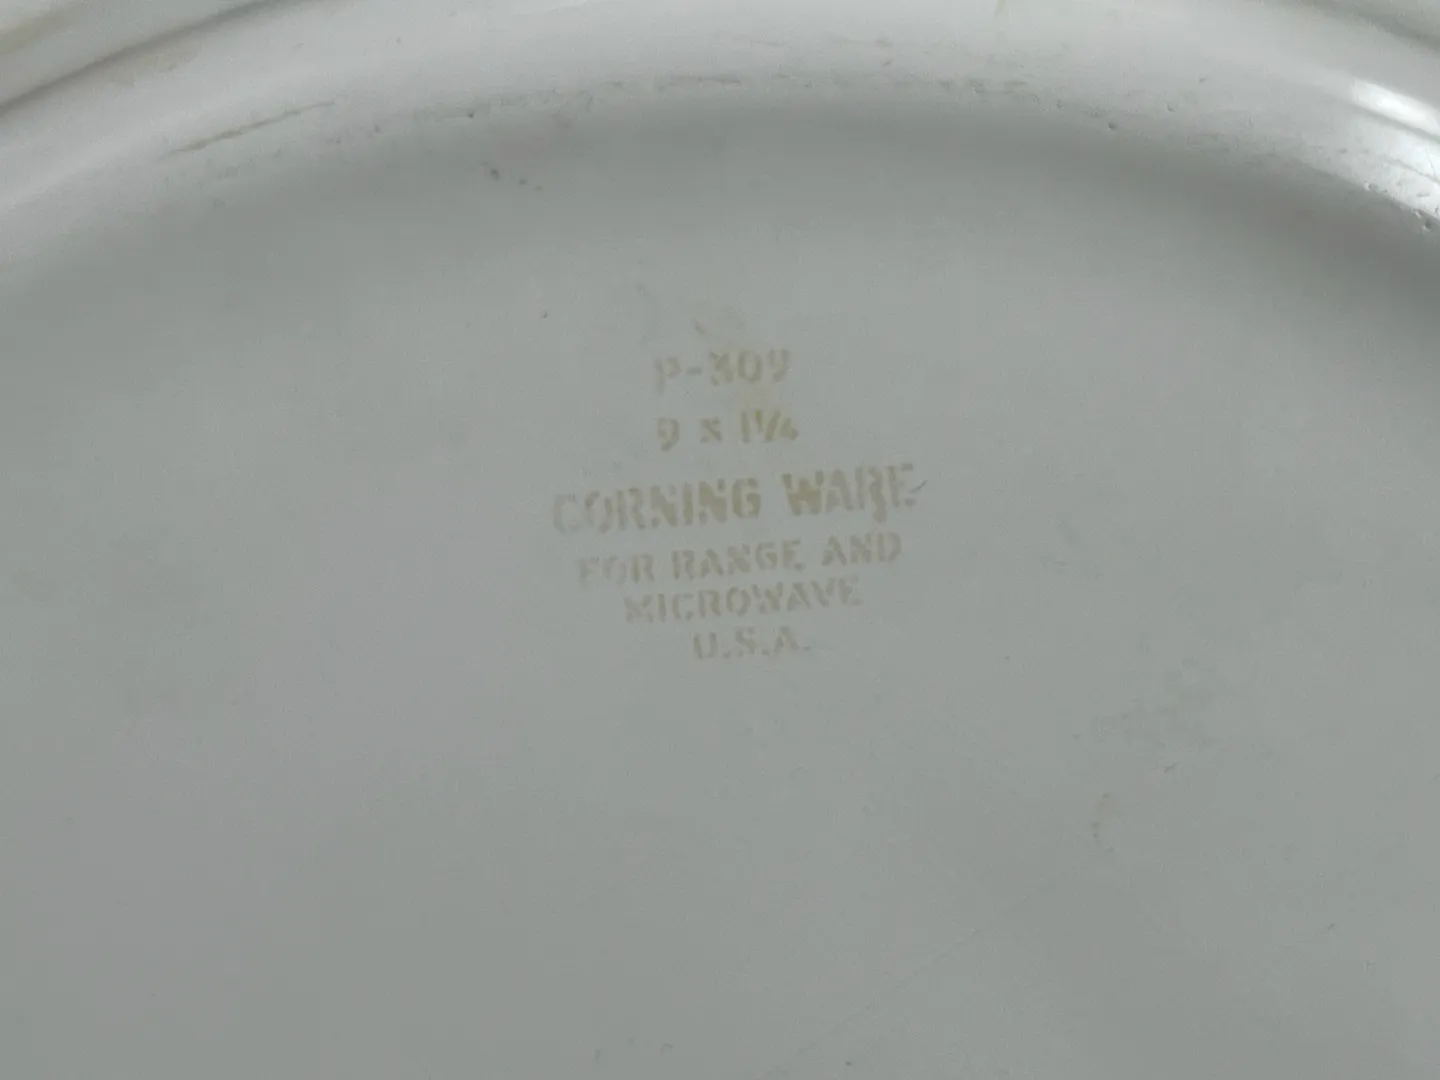 P-309
9 x 1¼
CORNING WARE
FOR RANGE AND
MICROWAVE
U.S.A.